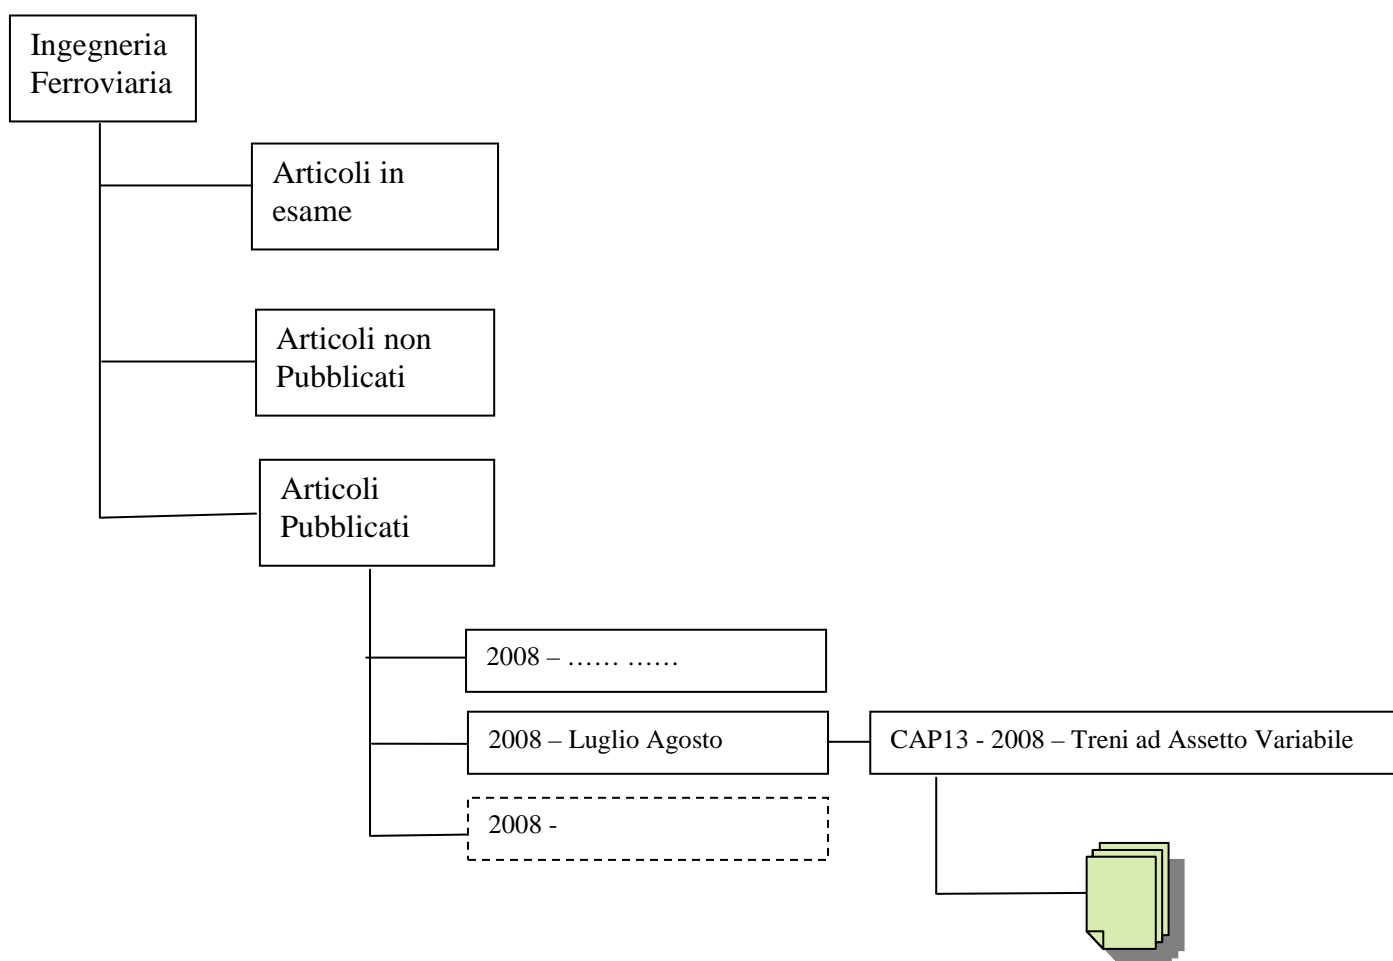 Ingegneria
Ferroviaria
Articoli in
esame
Articoli non
Pubblicati
Articoli
Pubblicati
2008 – …… ……
2008 – Luglio Agosto
CAP13 - 2008 – Treni ad Assetto Variabile
2008 -